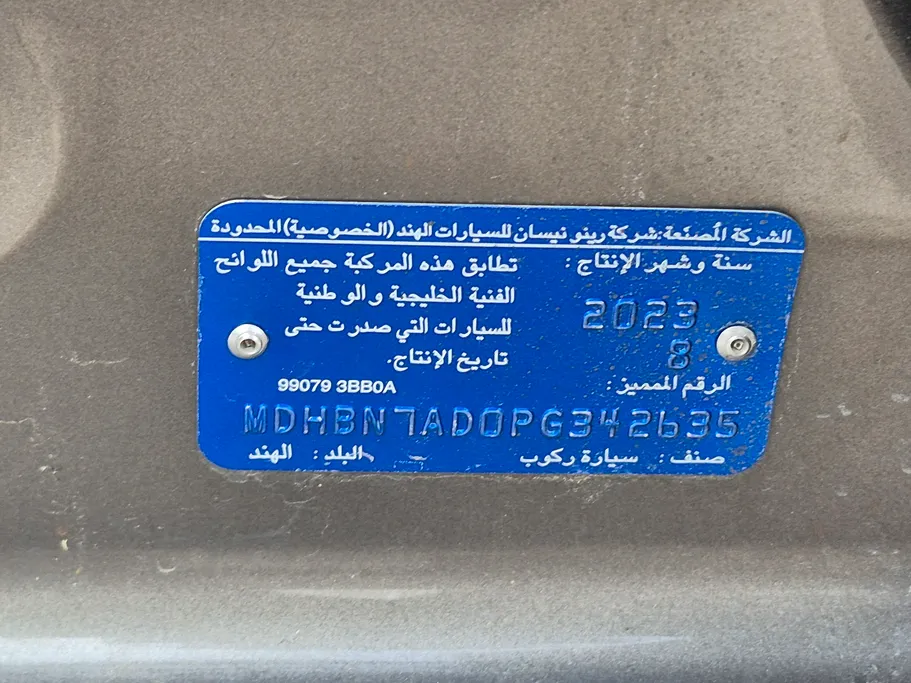 الشركة المصنعة: شركة رينو نيسان للسيارات الهند (الخصوصية) المحدودة
سنة وشهر الإنتاج :
2023
8
تطابق هذه المركبة جميع اللوائح
الفنية الخليجية والوطنية
للسيارات التي صدرت حتى
تاريخ الإنتاج.
الرقم المميز :
99079 3BB0A
MDHBN7AD0PG342635
صنف : سيارة ركوب
البلد : الهند